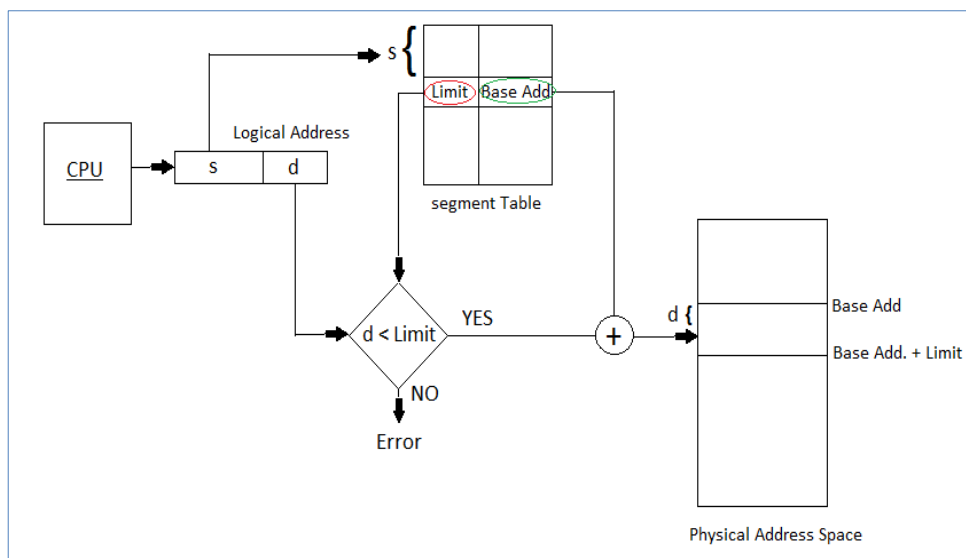 s {
Limit
Base Add
Logical Address
CPU
s
d
segment Table
Base Add
d {
YES
d < Limit
+
Base Add. + Limit
NO
Error
Physical Address Space